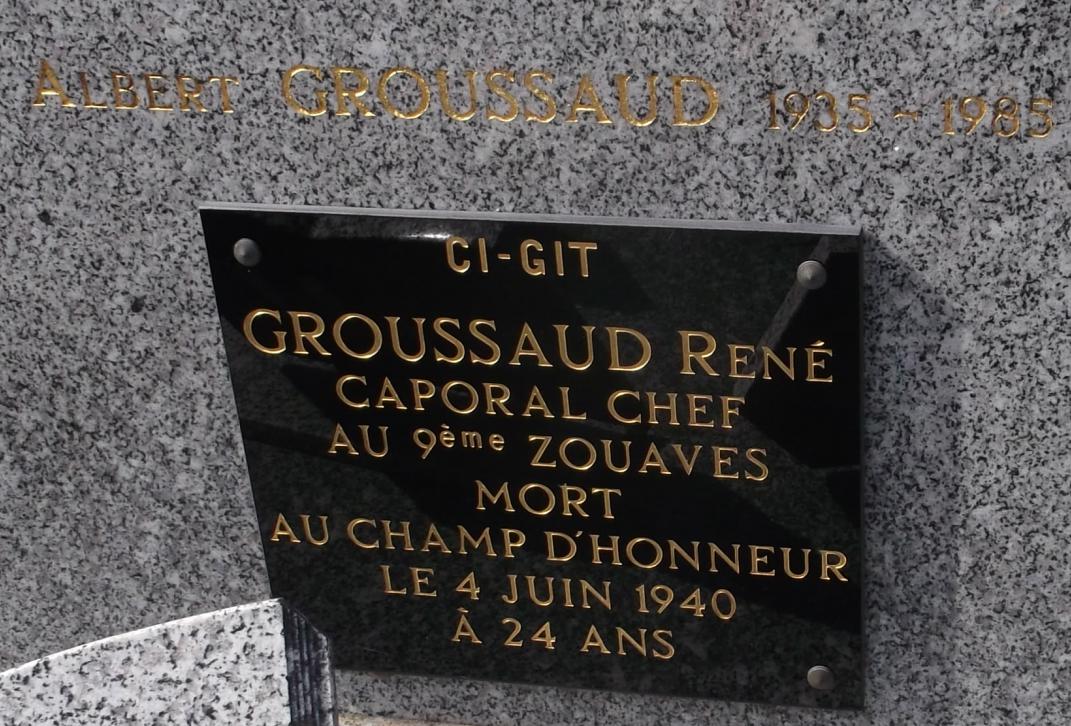 ALBERT GROUSSAUD 1935 - 1985
CI-GIT
GROUSSAUD RENÉ
CAPORAL CHEF
AU 9ème ZOUAVES
MORT
AU CHAMP D'HONNEUR
LE 4 JUIN 1940
À 24 ANS